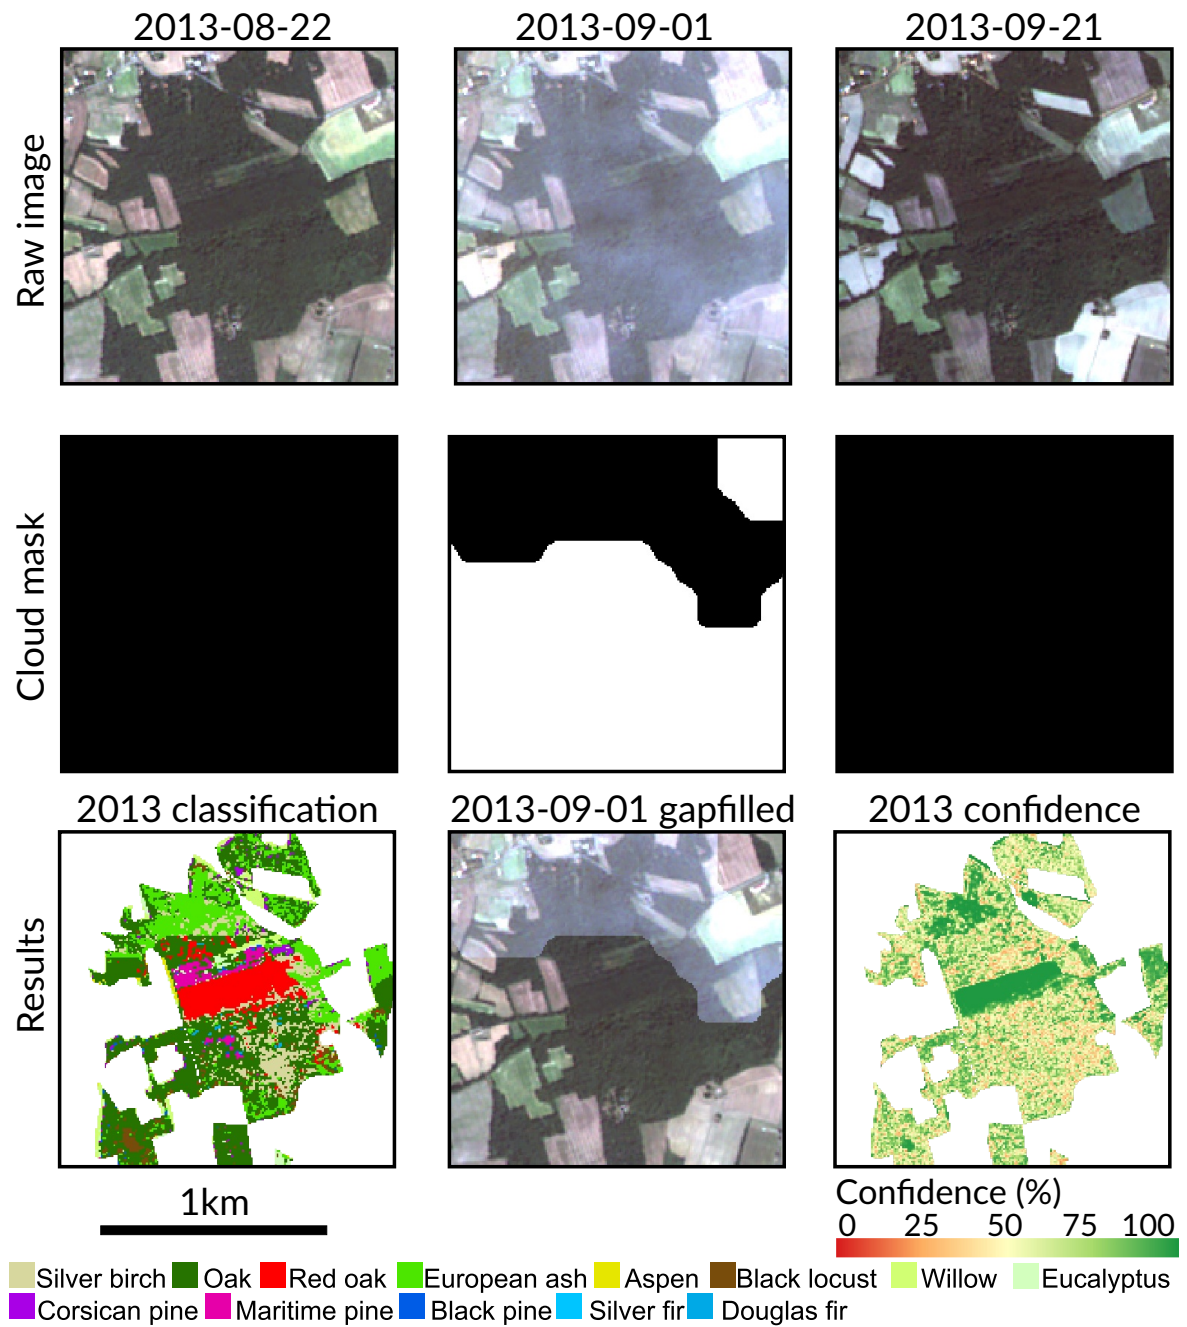 2013-08-22 2013-09-01 2013-09-21
Raw image
Cloud mask
2013 classification 2013-09-01 gapfilled 2013 confidence
Results
1km
Confidence (%)
0 25 50 75 100
Silver birch Oak Red oak European ash Aspen Black locust Willow Eucalyptus
Corsican pine Maritime pine Black pine Silver fir Douglas fir